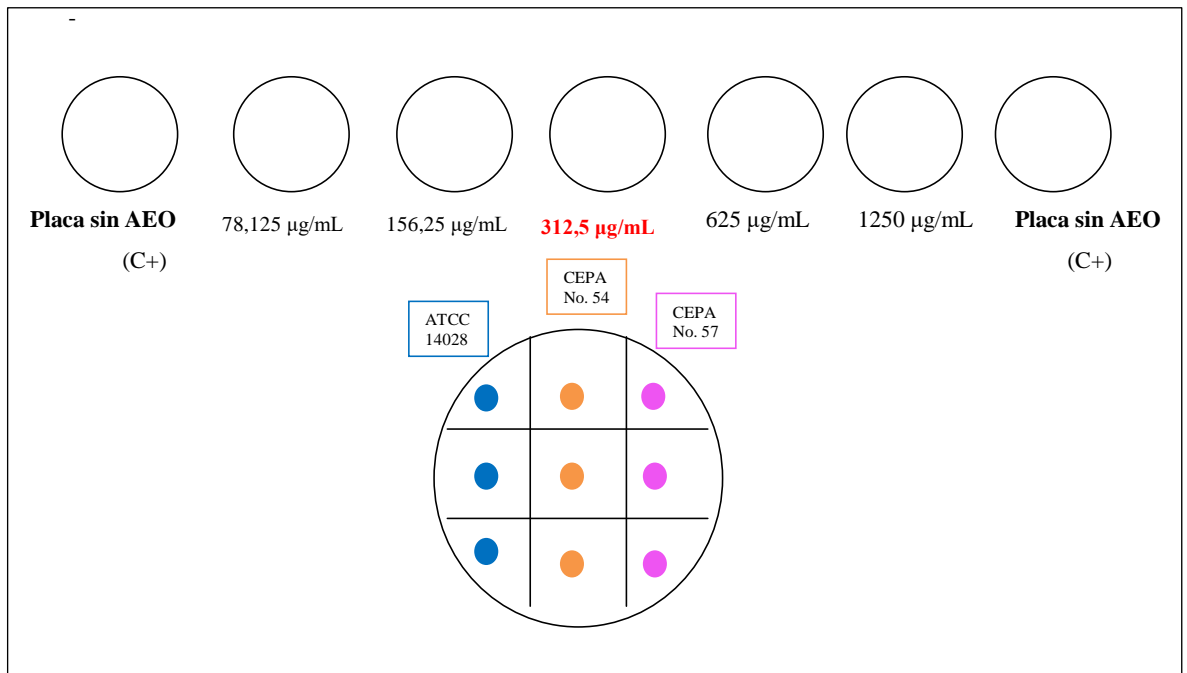 -
Placa sin AEO
(C+)
78,125 µg/mL
156,25 µg/mL
312,5 µg/mL
625 µg/mL
1250 µg/mL
Placa sin AEO
(C+)
CEPA
No. 54
ATCC
14028
CEPA
No. 57